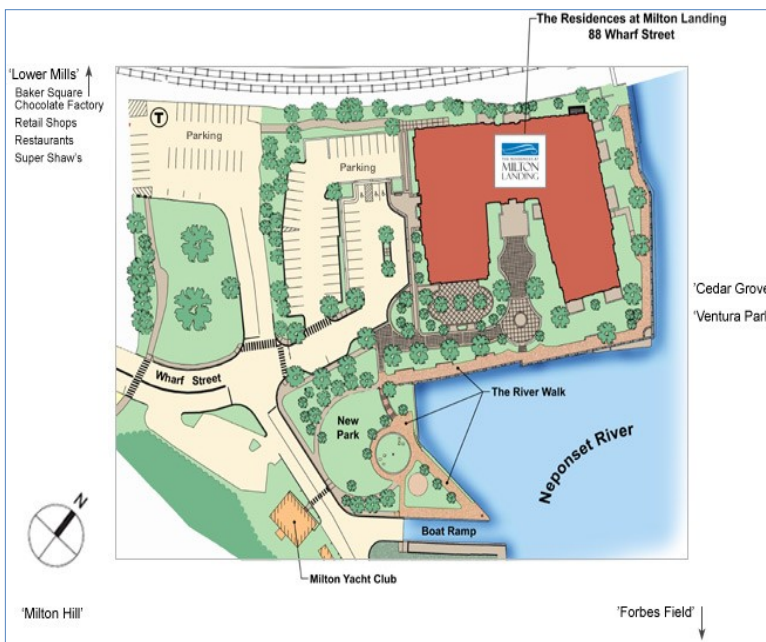 The Residences at Milton Landing
88 Wharf Street
'Lower Mills'
Baker Square
Chocolate Factory
Retail Shops
Restaurants
Super Shaw's
T
Parking
Parking
THE RESIDENCES AT
MILTON
LANDING
'Cedar Grove
'Ventura Park
Wharf Street
The River Walk
New
Park
Neponset River
N
Boat Ramp
Milton Yacht Club
'Milton Hill'
'Forbes Field'